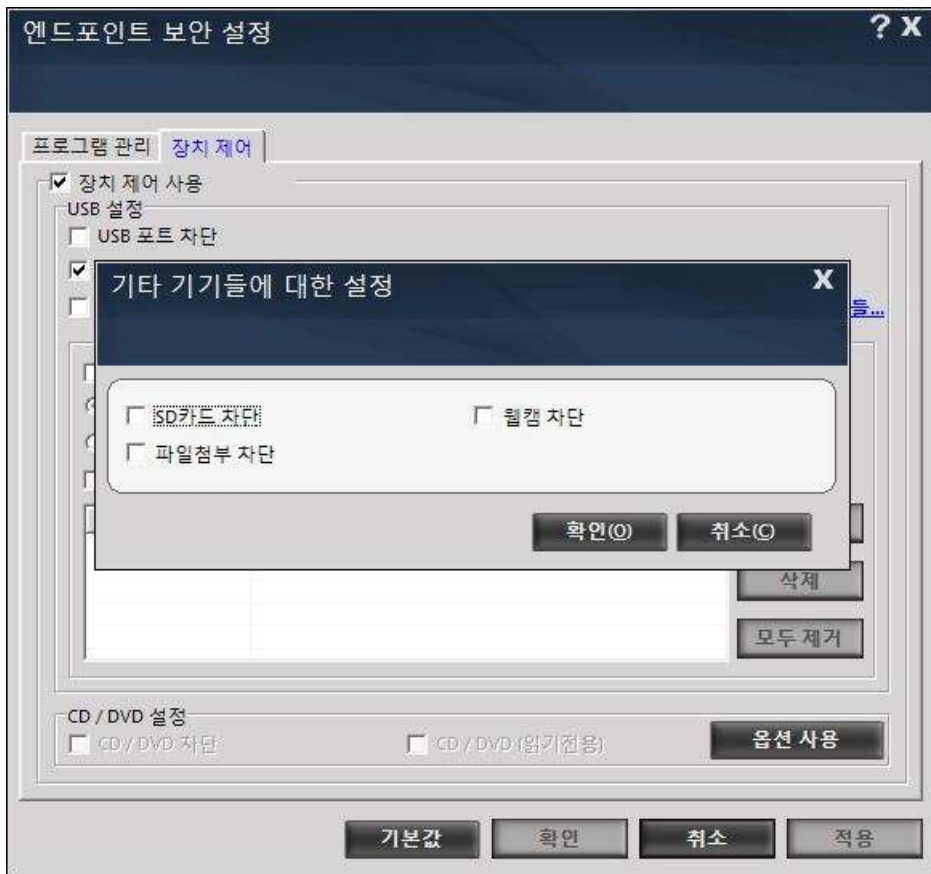 엔드포인트 보안 설정
? X
프로그램 관리 장치 제어
장치 제어 사용
USB 설정
USB 포트 차단
기타 기기들에 대한 설정 X
들...
SD카드 차단 웹캠 차단
파일첨부 차단
확인(O) 취소(C)
삭제
모두 제거
CD / DVD 설정
CD / DVD 차단 CD / DVD (읽기전용) 옵션 사용
기본값 확인 취소 적용